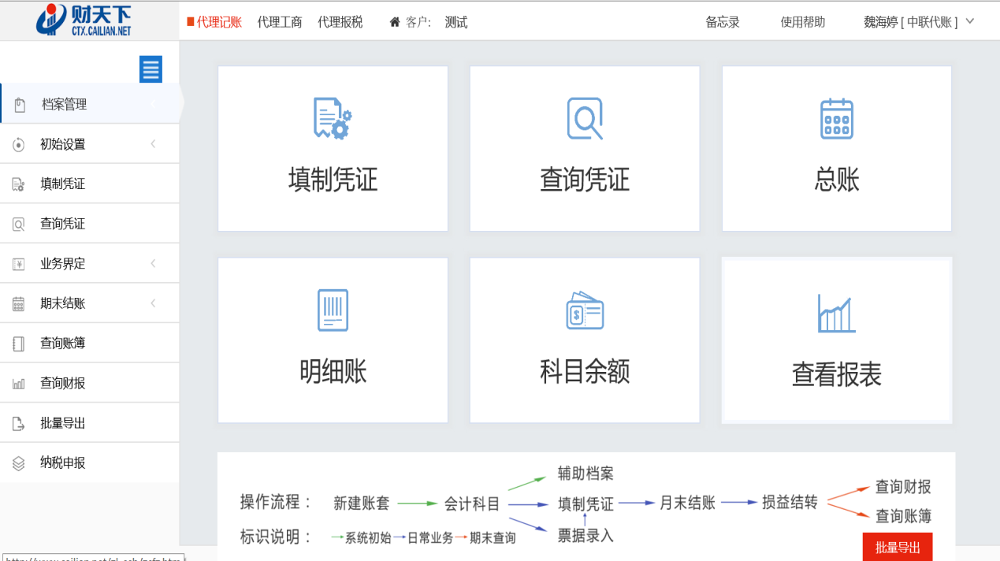 财天下
CTX.CAILIAN.NET
代理记账 代理工商 代理报税 客户: 测试 备忘录 使用帮助 魏海婷 [ 中联代账 ]
档案管理
初始设置
填制凭证
查询凭证
业务界定
期末结账
查询账簿
查询财报
批量导出
纳税申报
填制凭证 查询凭证 总账
明细账 科目余额 查看报表
辅助档案
操作流程： 新建账套 会计科目 填制凭证 月末结账 损益结转 查询财报
查询账簿
标识说明： 系统初始 日常业务 期末查询 票据录入
批量导出